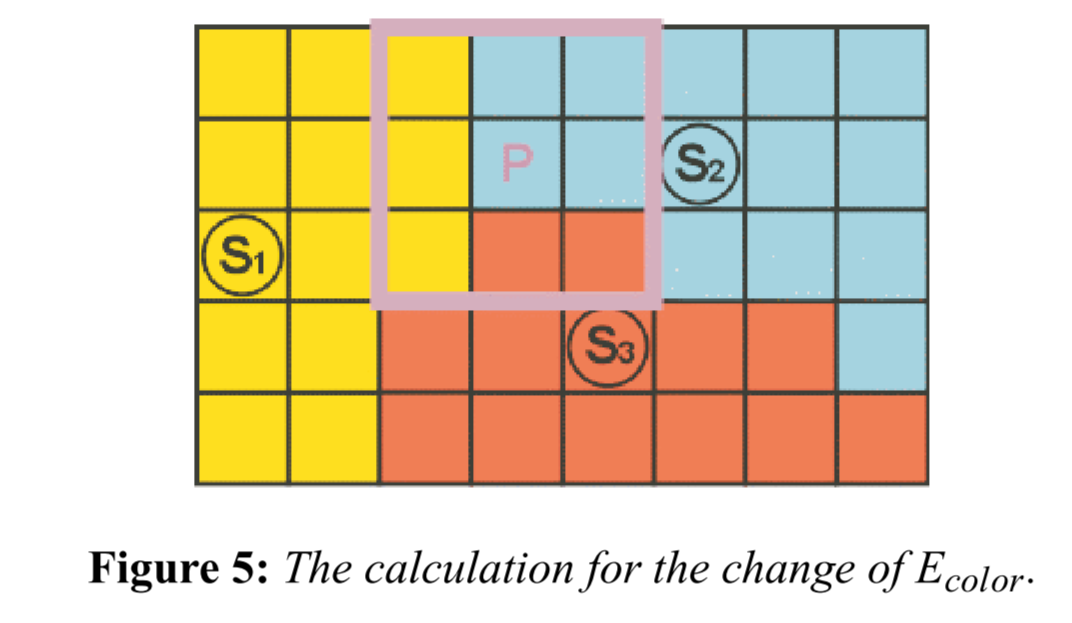 P
S2
S1
S3
Figure 5: The calculation for the change of Ecolor.